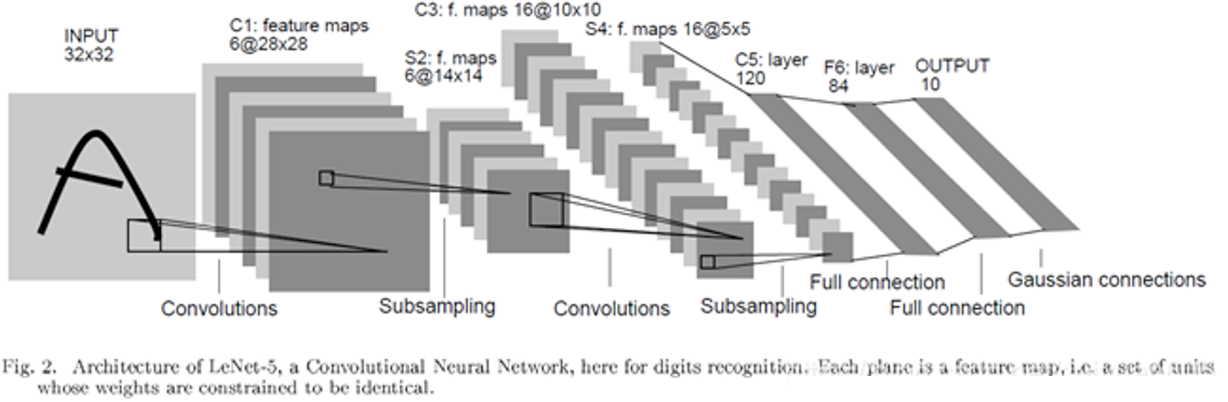 INPUT
32x32
C1: feature maps
6@28x28
C3: f. maps 16@10x10
S2: f. maps
6@14x14
S4: f. maps 16@5x5
C5: layer
120
F6: layer
84
OUTPUT
10
Convolutions
Subsampling
Convolutions
Subsampling
Full connection
Full connection
Gaussian connections
Fig. 2. Architecture of LeNet-5, a Convolutional Neural Network, here for digits recognition. Each plane is a feature map, i.e. a set of units
whose weights are constrained to be identical.